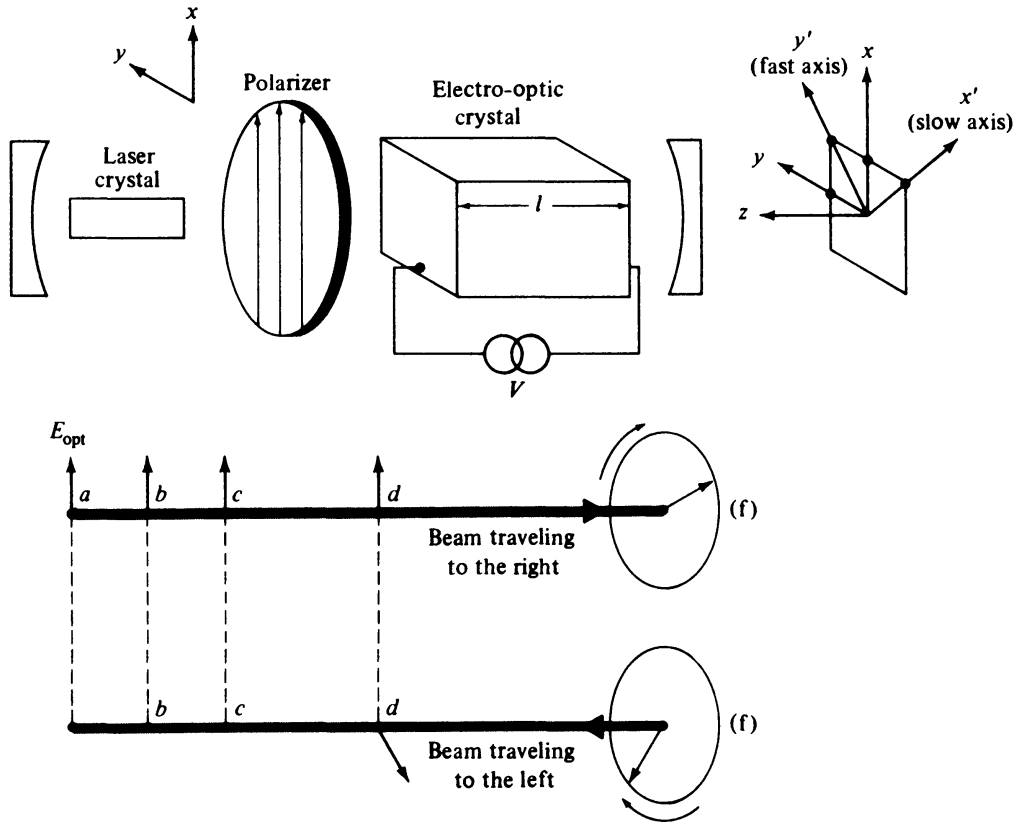 x
y
Polarizer
Electro-optic
crystal
Laser
crystal
l
V
y'
(fast axis)
x
x'
(slow axis)
y
z
E_opt
a
b
c
d
Beam traveling
to the right
(f)
b
c
d
Beam traveling
to the left
(f)